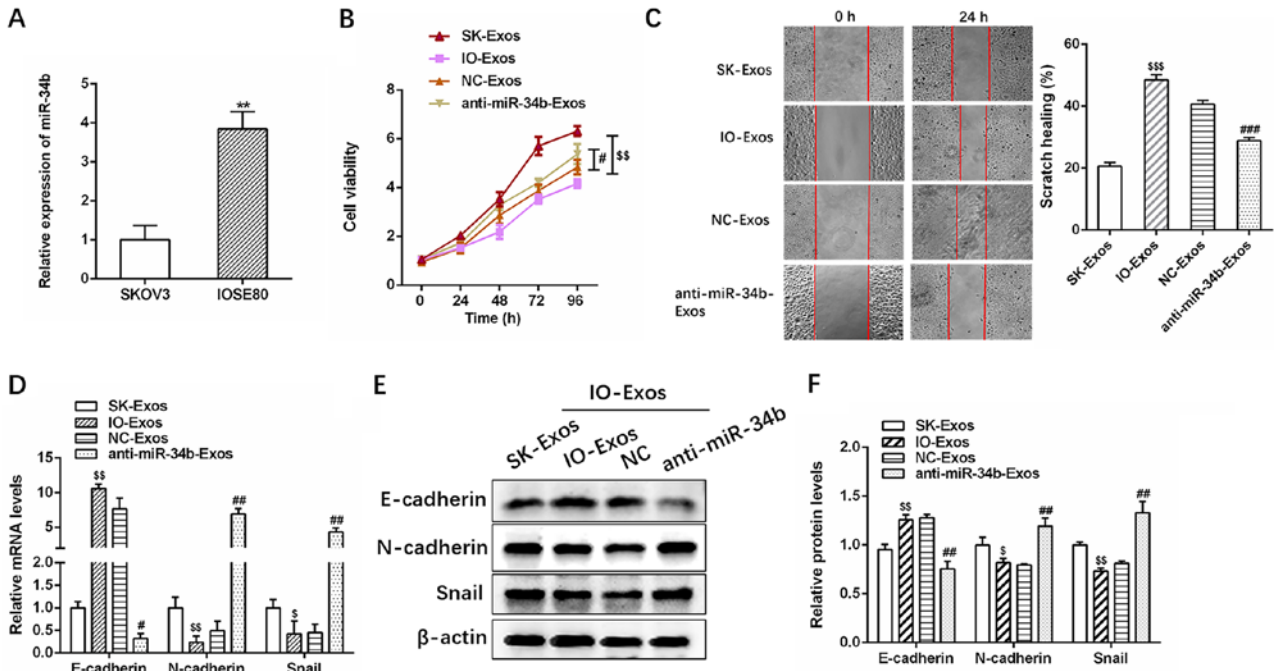 A
Relative expression of miR-34b
5
4
3
2
1
0
**
SKOV3
IOSE80
B
SK-Exos
IO-Exos
NC-Exos
anti-miR-34b-Exos
Cell viability
8
6
4
2
0
# $$
0 24 48 72 96
Time (h)
C
0 h 24 h
SK-Exos
IO-Exos
NC-Exos
anti-miR-34b-
Exos
Scratch healing (%)
60
40
20
0
$$$
###
SK-Exos
IO-Exos
NC-Exos
anti-miR-34b-Exos
D
SK-Exos
IO-Exos
NC-Exos
anti-miR-34b-Exos
Relative mRNA levels
15
10
5
2.0
1.5
1.0
0.5
0.0
$$
#
$$
##
$
##
E-cadherin N-cadherin Snail
E
IO-Exos
SK-Exos IO-Exos NC anti-miR-34b
E-cadherin
N-cadherin
Snail
β-actin
F
SK-Exos
IO-Exos
NC-Exos
anti-miR-34b-Exos
Relative protein levels
2.0
1.5
1.0
0.5
0.0
$$
##
$
##
$$
##
E-cadherin N-cadherin Snail